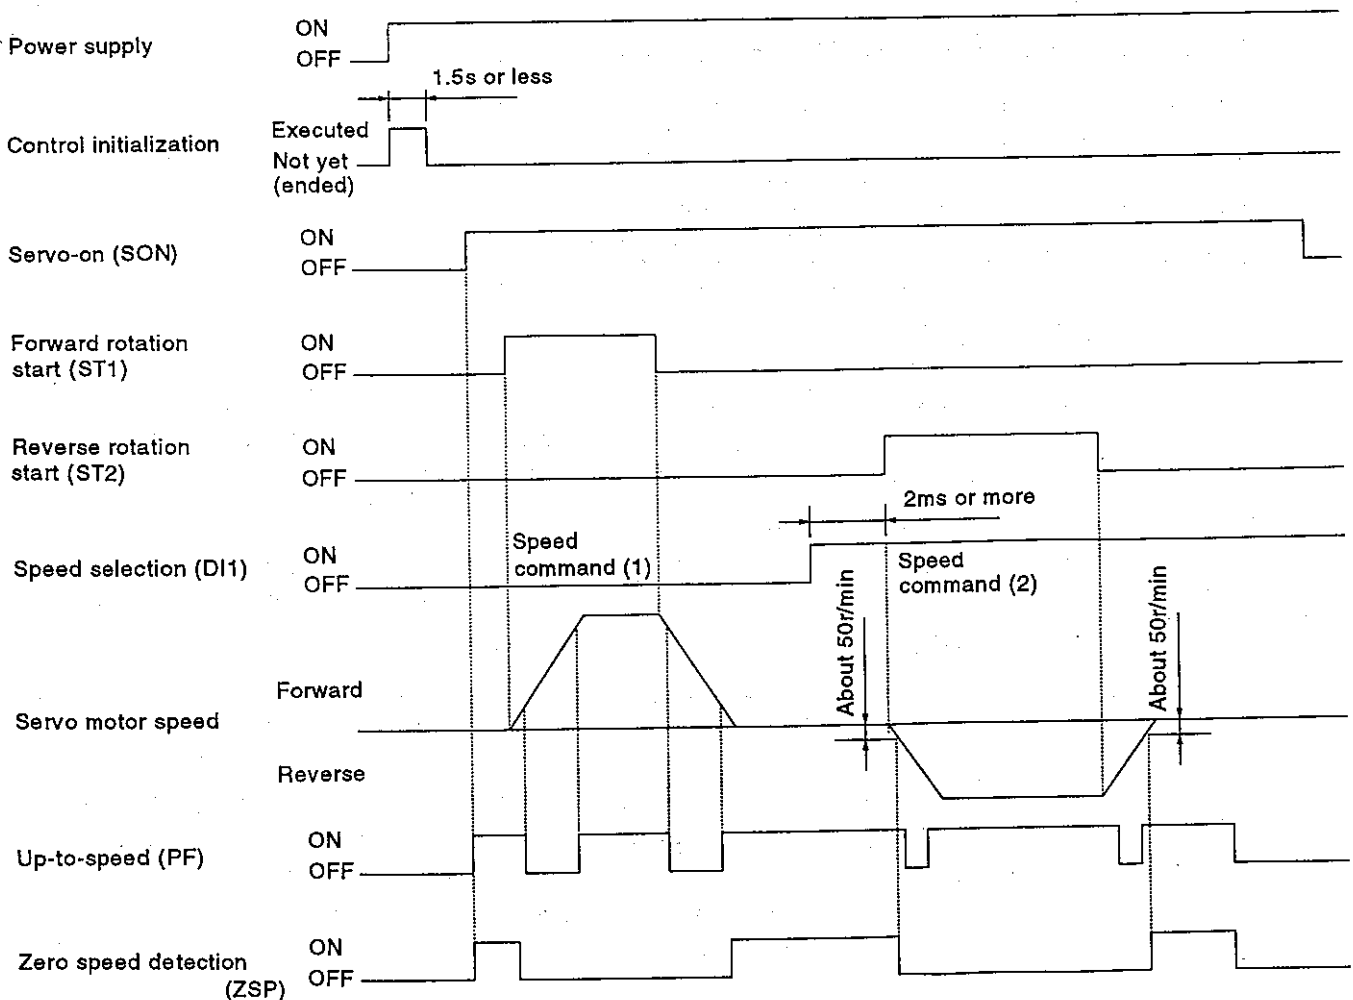 Power supply
ON
OFF
1.5s or less
Control initialization
Executed
Not yet
(ended)
Servo-on (SON)
ON
OFF
Forward rotation
start (ST1)
ON
OFF
Reverse rotation
start (ST2)
ON
OFF
2ms or more
Speed selection (DI1)
ON
OFF
Speed
command (1)
Speed
command (2)
About 50r/min
About 50r/min
Servo motor speed
Forward
Reverse
Up-to-speed (PF)
ON
OFF
Zero speed detection
(ZSP)
ON
OFF